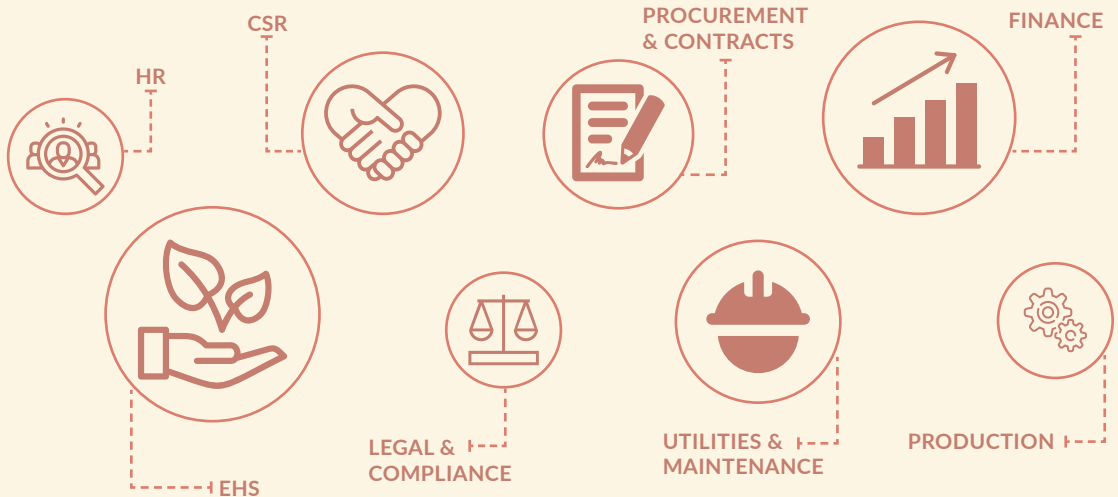 CSR
HR
PROCUREMENT
& CONTRACTS
FINANCE
EHS
LEGAL &
COMPLIANCE
UTILITIES &
MAINTENANCE
PRODUCTION